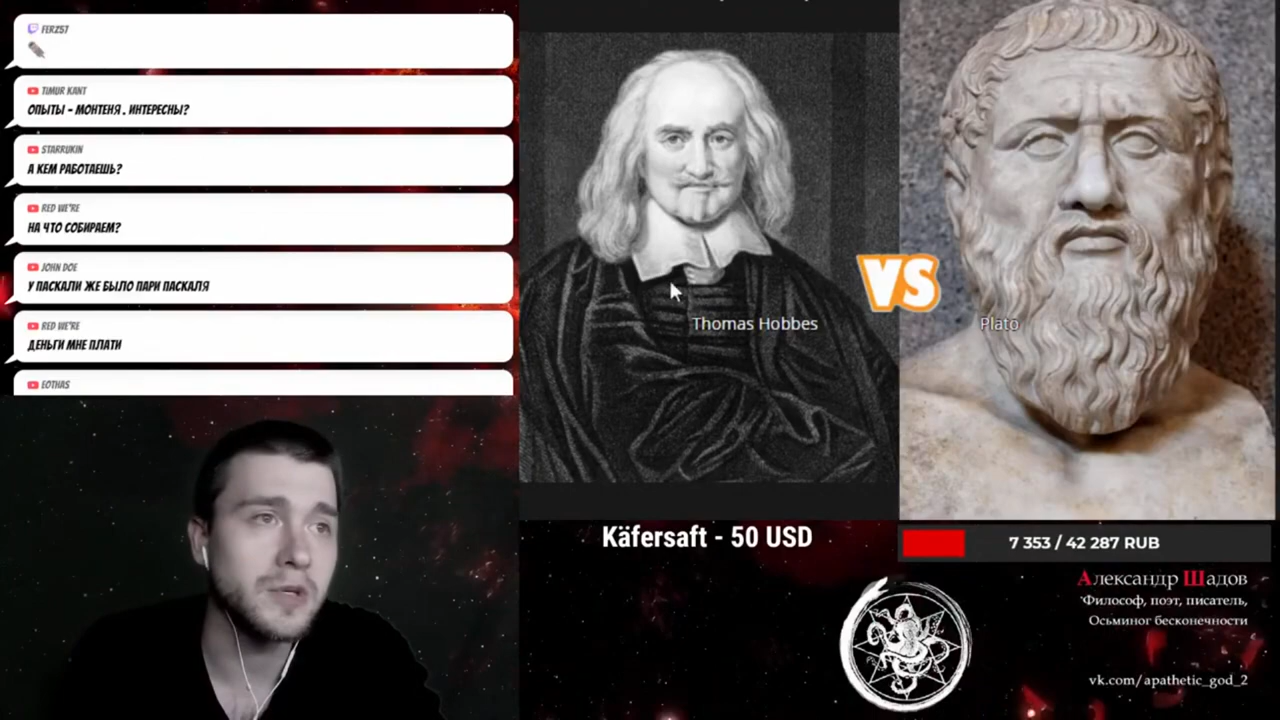 FERZ57
TIMUR KANT
ОПЫТЫ - МОНТЕНЯ . ИНТЕРЕСНЫ?
STARRUKIN
А КЕМ РАБОТАЕШЬ?
RED WE'RE
НА ЧТО СОБИРАЕМ?
JOHN DOE
У ПАСКАЛИ ЖЕ БЫЛО ПАРИ ПАСКАЛЯ
RED WE'RE
ДЕНЬГИ МНЕ ПЛАТИ
EOTHAS
VS
Thomas Hobbes
Plato
Käfersaft - 50 USD
7 353 / 42 287 RUB
Александр Шадов
Философ, поэт, писатель,
Осьминог бесконечности
vk.com/apathetic_god_2